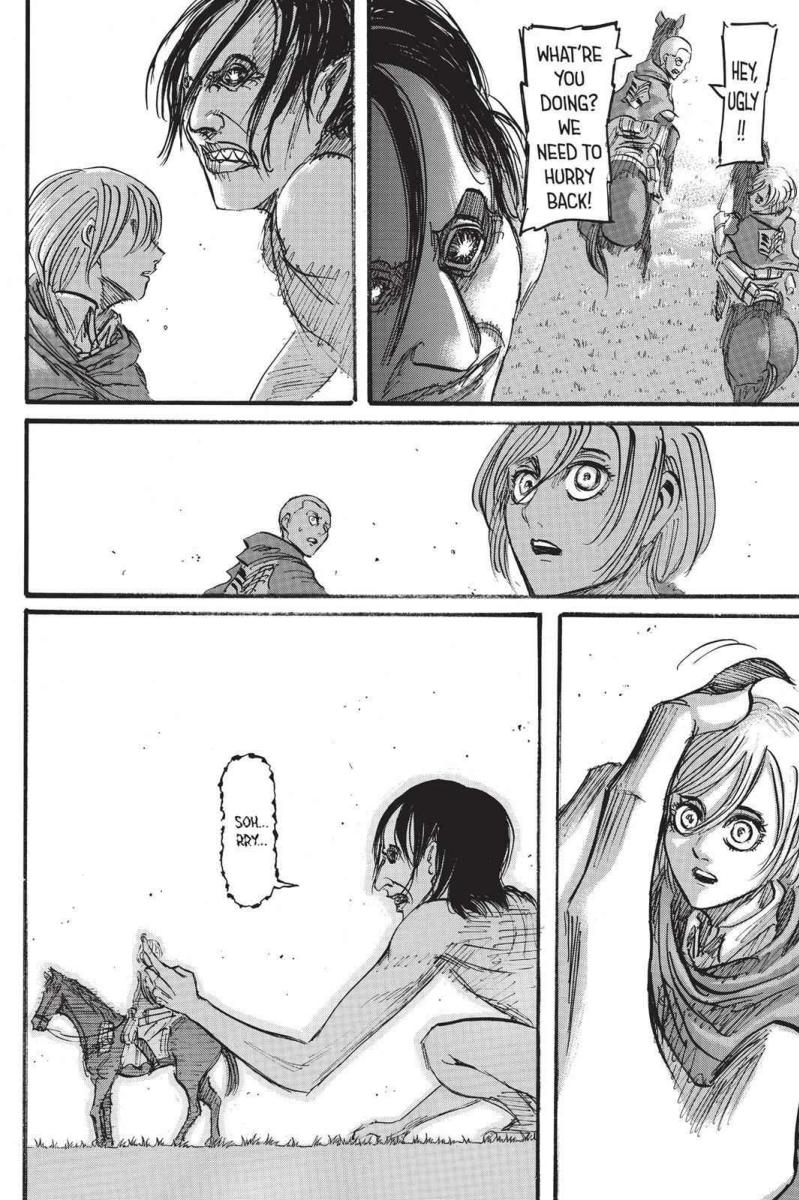 HEY,
UGLY
!!
WHAT'RE
YOU
DOING?
WE
NEED TO
HURRY
BACK!
SOH...
RRY...